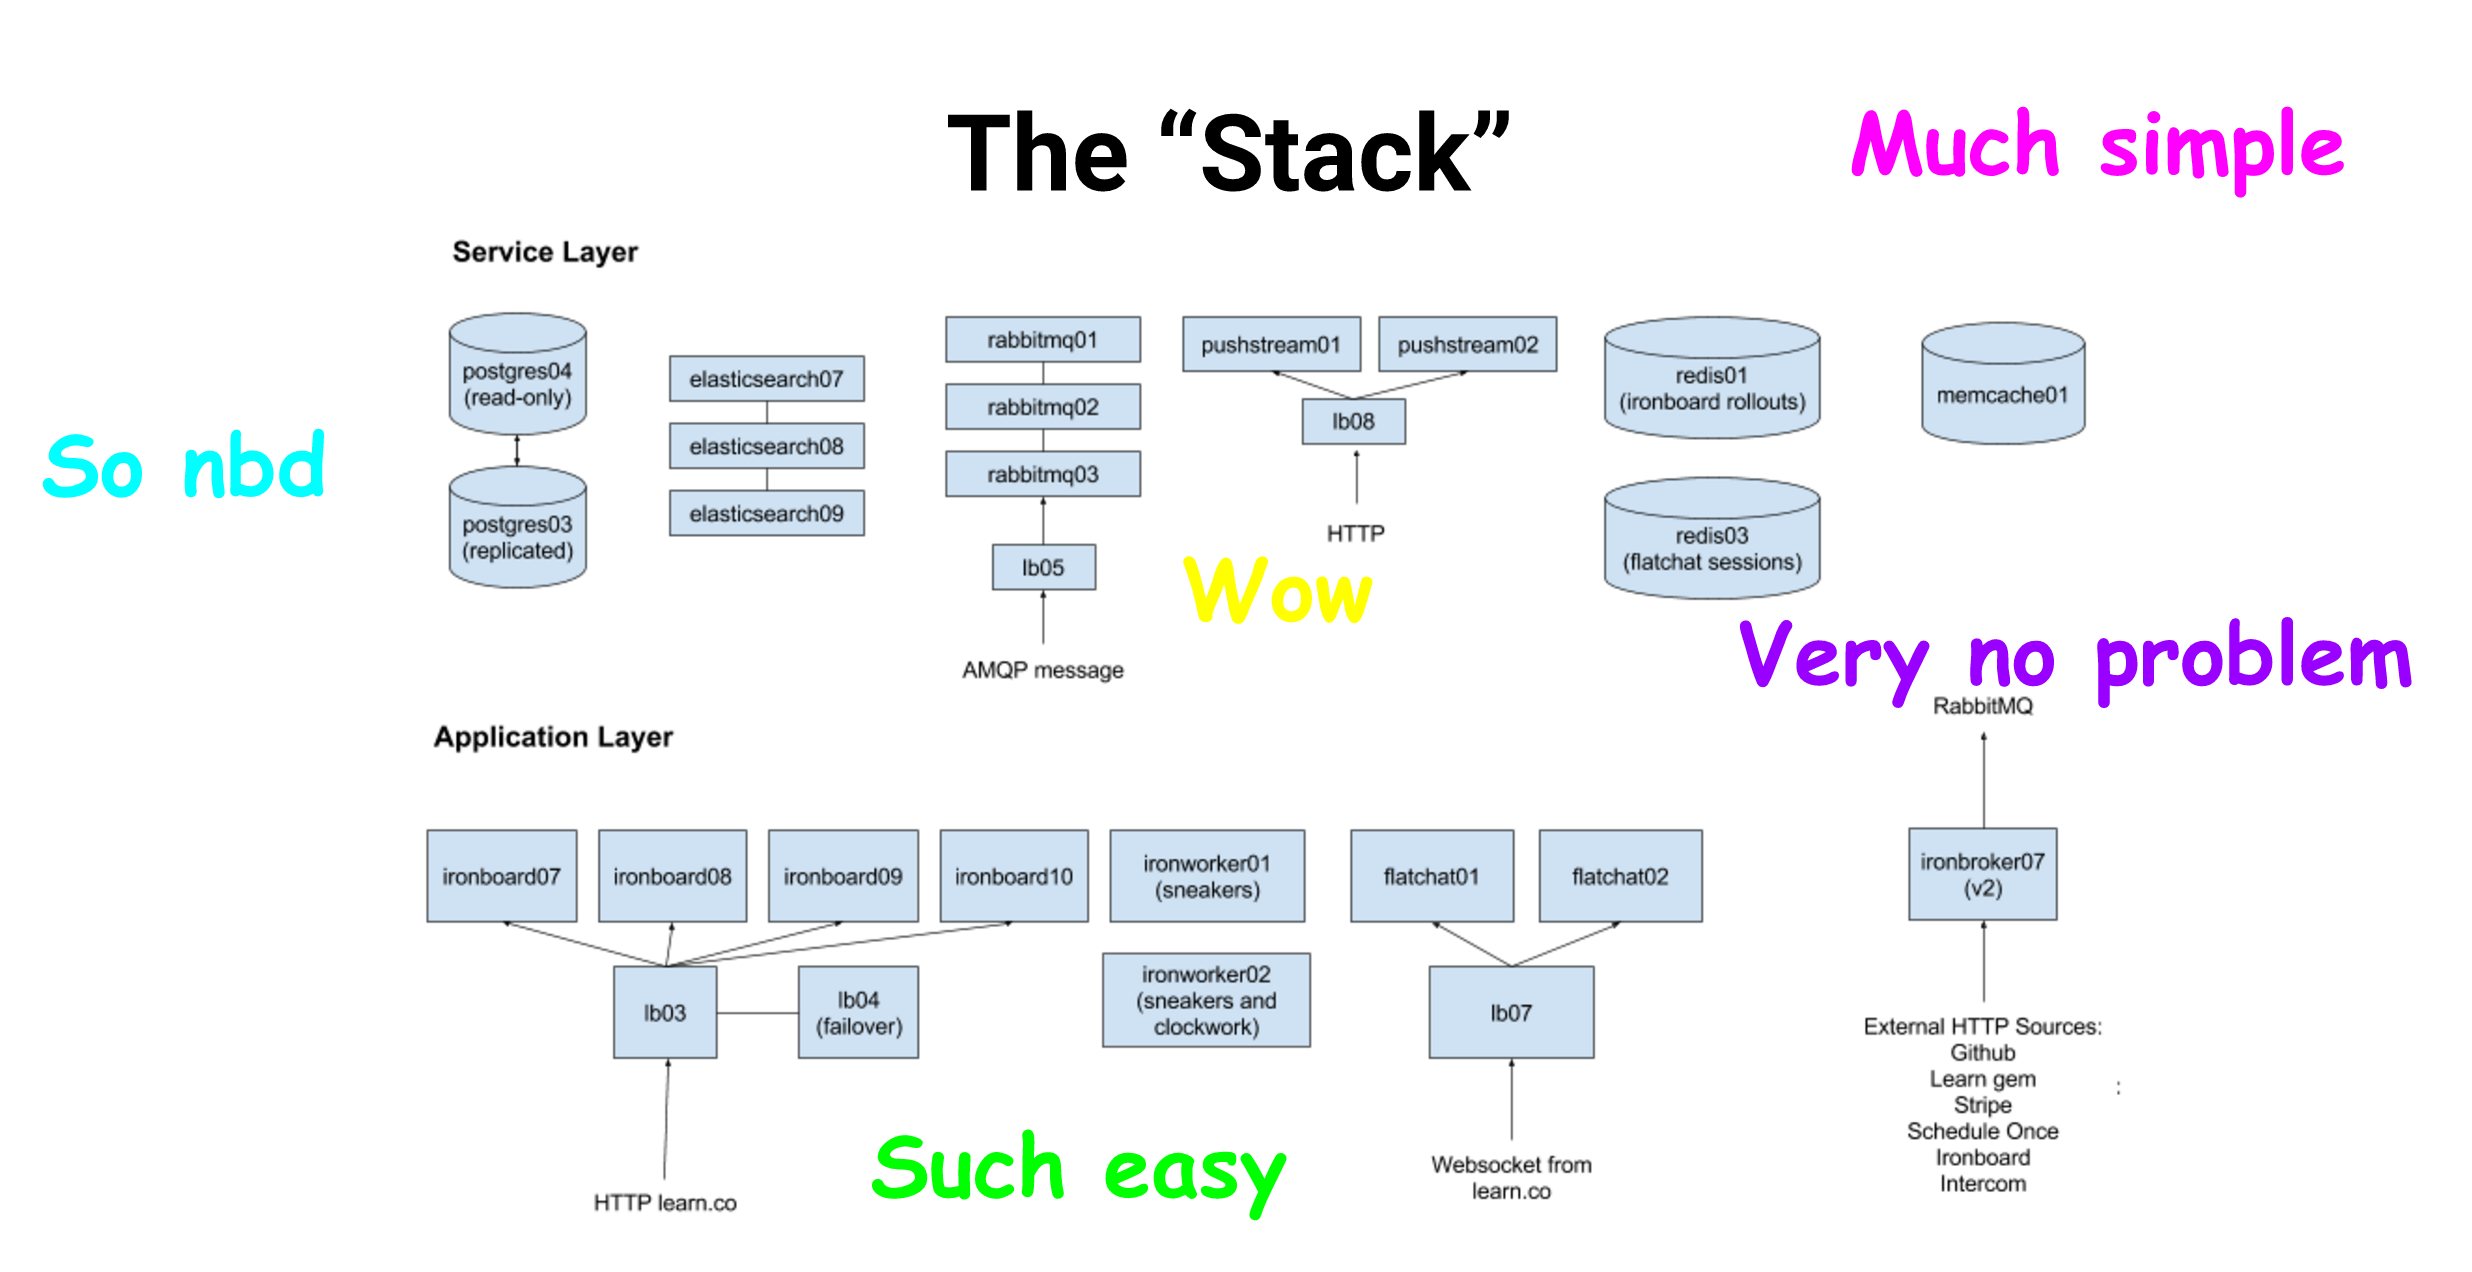 The “Stack”
Much simple
Service Layer
postgres04
(read-only)
postgres03
(replicated)
elasticsearch07
elasticsearch08
elasticsearch09
rabbitmq01
rabbitmq02
rabbitmq03
lb05
AMQP message
pushstream01
pushstream02
lb08
HTTP
redis01
(ironboard rollouts)
redis03
(flatchat sessions)
memcache01
So nbd
Wow
Very no problem
Application Layer
ironboard07
ironboard08
ironboard09
ironboard10
lb03
lb04
(failover)
HTTP learn.co
ironworker01
(sneakers)
ironworker02
(sneakers and
clockwork)
flatchat01
flatchat02
lb07
Websocket from
learn.co
RabbitMQ
ironbroker07
(v2)
External HTTP Sources:
Github
Learn gem
:
Stripe
Schedule Once
Ironboard
Intercom
Such easy